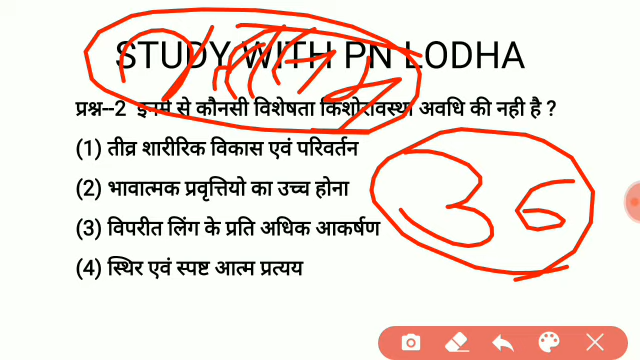 STUDY WITH PN LODHA
प्रश्न--2 इनमे से कौनसी विशेषता किशोरावस्था अवधि की नही है ?
(1) तीव्र शारीरिक विकास एवं परिवर्तन
(2) भावात्मक प्रवृत्तियो का उच्च होना
(3) विपरीत लिंग के प्रति अधिक आकर्षण
(4) स्थिर एवं स्पष्ट आत्म प्रत्यय